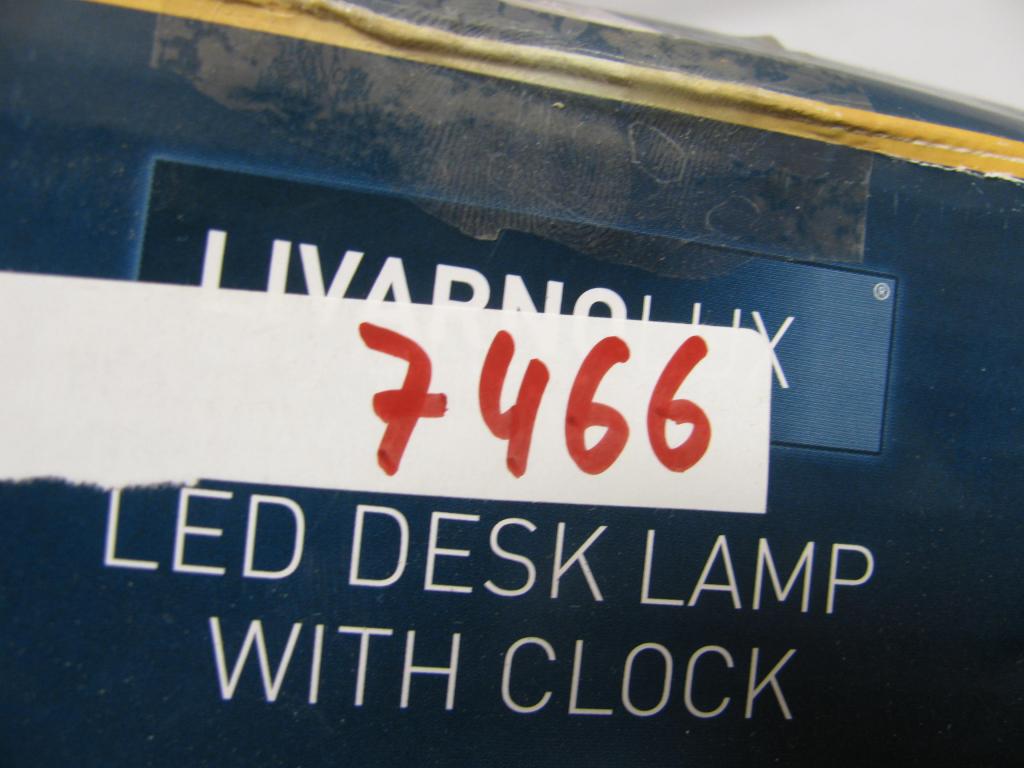 LIVARNOLUX ®
7466
LED DESK LAMP
WITH CLOCK